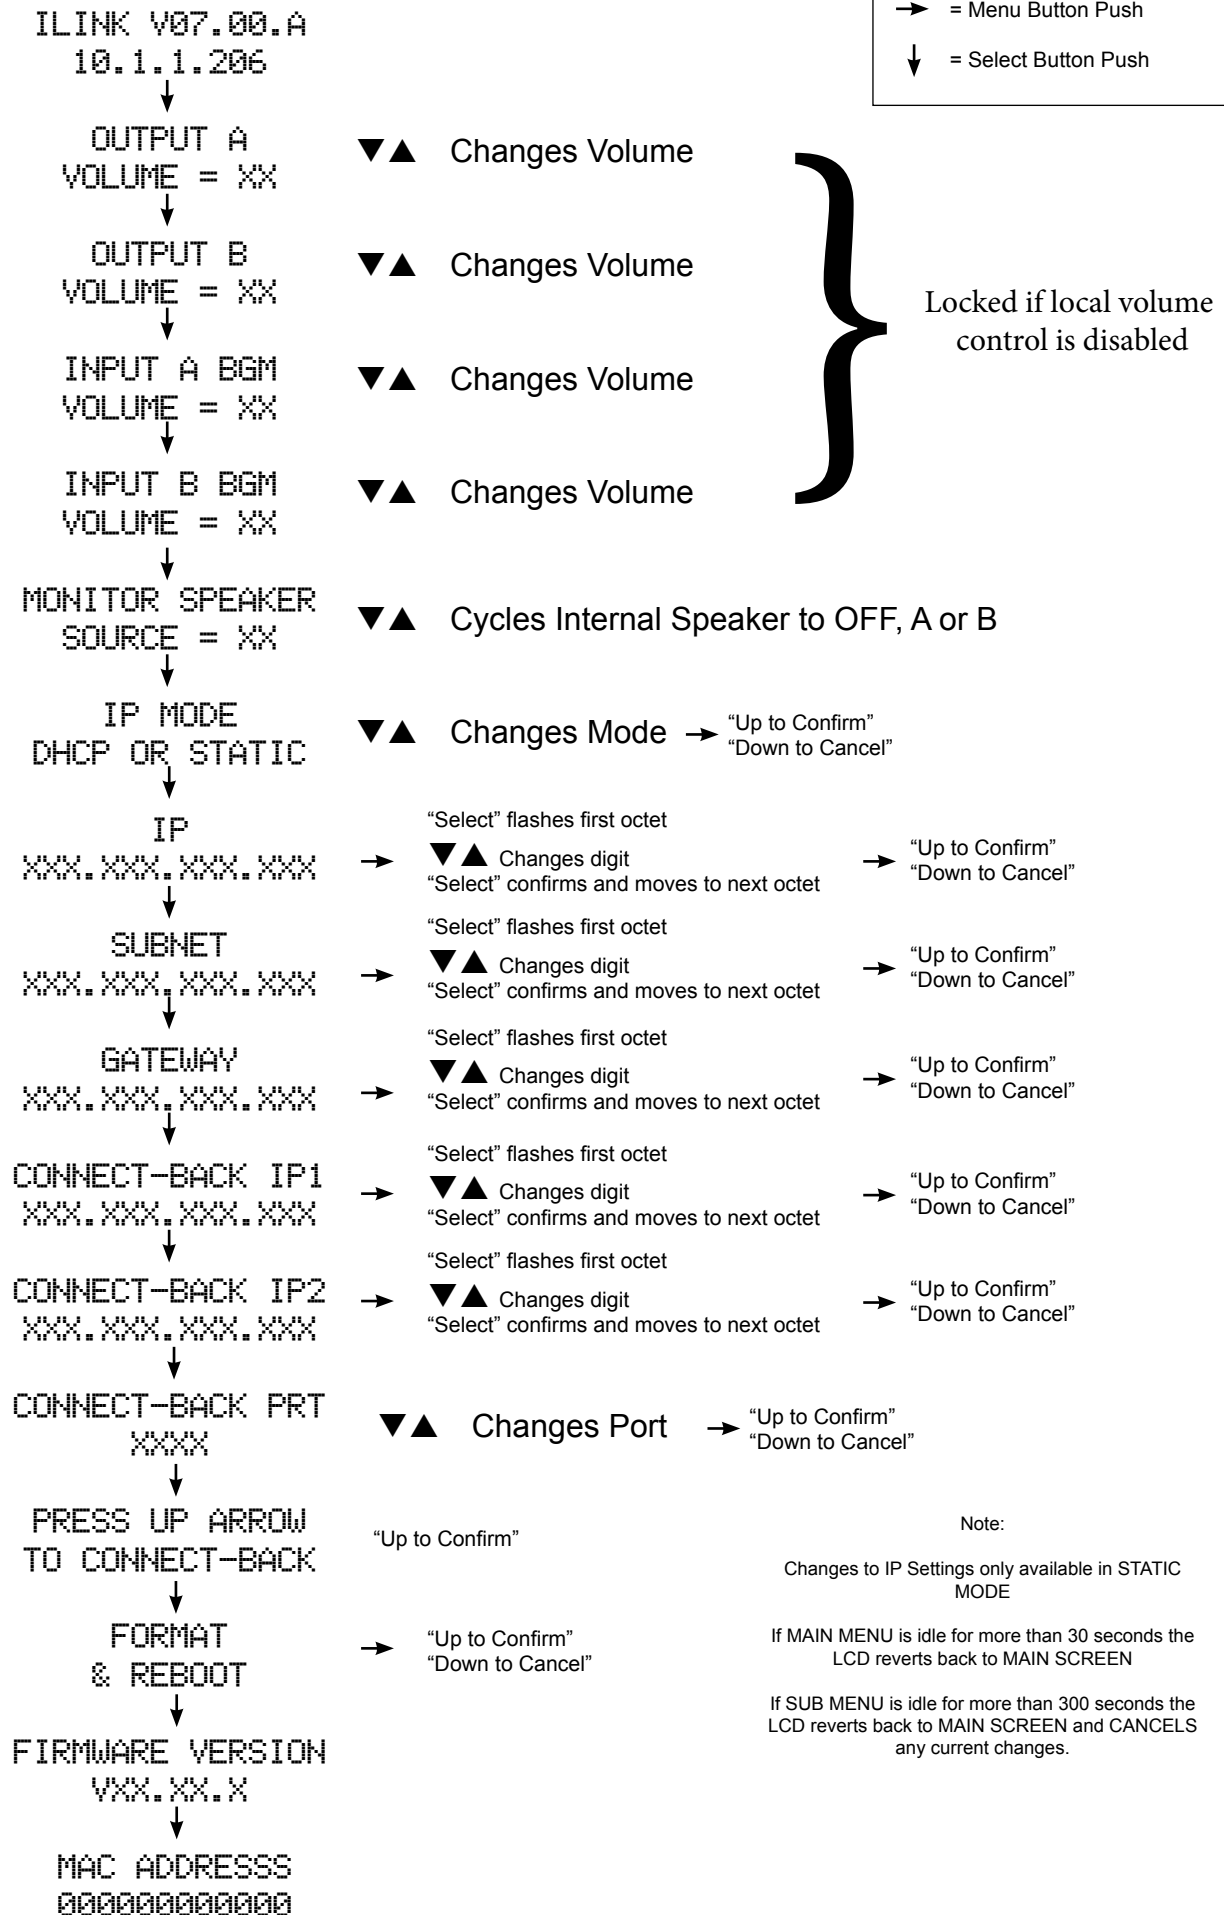 = Menu Button Push
= Select Button Push
ILINK V07.00.A
10.1.1.206
OUTPUT A
VOLUME = XX
▼▲ Changes Volume
OUTPUT B
VOLUME = XX
▼▲ Changes Volume
INPUT A BGM
VOLUME = XX
▼▲ Changes Volume
INPUT B BGM
VOLUME = XX
▼▲ Changes Volume
Locked if local volume
control is disabled
MONITOR SPEAKER
SOURCE = XX
▼▲ Cycles Internal Speaker to OFF, A or B
IP MODE
DHCP OR STATIC
▼▲ Changes Mode
“Up to Confirm”
“Down to Cancel”
IP
XXX.XXX.XXX.XXX
“Select” flashes first octet
▼▲ Changes digit
“Select” confirms and moves to next octet
“Up to Confirm”
“Down to Cancel”
SUBNET
XXX.XXX.XXX.XXX
“Select” flashes first octet
▼▲ Changes digit
“Select” confirms and moves to next octet
“Up to Confirm”
“Down to Cancel”
GATEWAY
XXX.XXX.XXX.XXX
“Select” flashes first octet
▼▲ Changes digit
“Select” confirms and moves to next octet
“Up to Confirm”
“Down to Cancel”
CONNECT-BACK IP1
XXX.XXX.XXX.XXX
“Select” flashes first octet
▼▲ Changes digit
“Select” confirms and moves to next octet
“Up to Confirm”
“Down to Cancel”
CONNECT-BACK IP2
XXX.XXX.XXX.XXX
“Select” flashes first octet
▼▲ Changes digit
“Select” confirms and moves to next octet
“Up to Confirm”
“Down to Cancel”
CONNECT-BACK PRT
XXXX
▼▲ Changes Port
“Up to Confirm”
“Down to Cancel”
PRESS UP ARROW
TO CONNECT-BACK
“Up to Confirm”
FORMAT
& REBOOT
“Up to Confirm”
“Down to Cancel”
FIRMWARE VERSION
VXX.XX.X
MAC ADDRESSS
000000000000
Note:
Changes to IP Settings only available in STATIC
MODE
If MAIN MENU is idle for more than 30 seconds the
LCD reverts back to MAIN SCREEN
If SUB MENU is idle for more than 300 seconds the
LCD reverts back to MAIN SCREEN and CANCELS
any current changes.